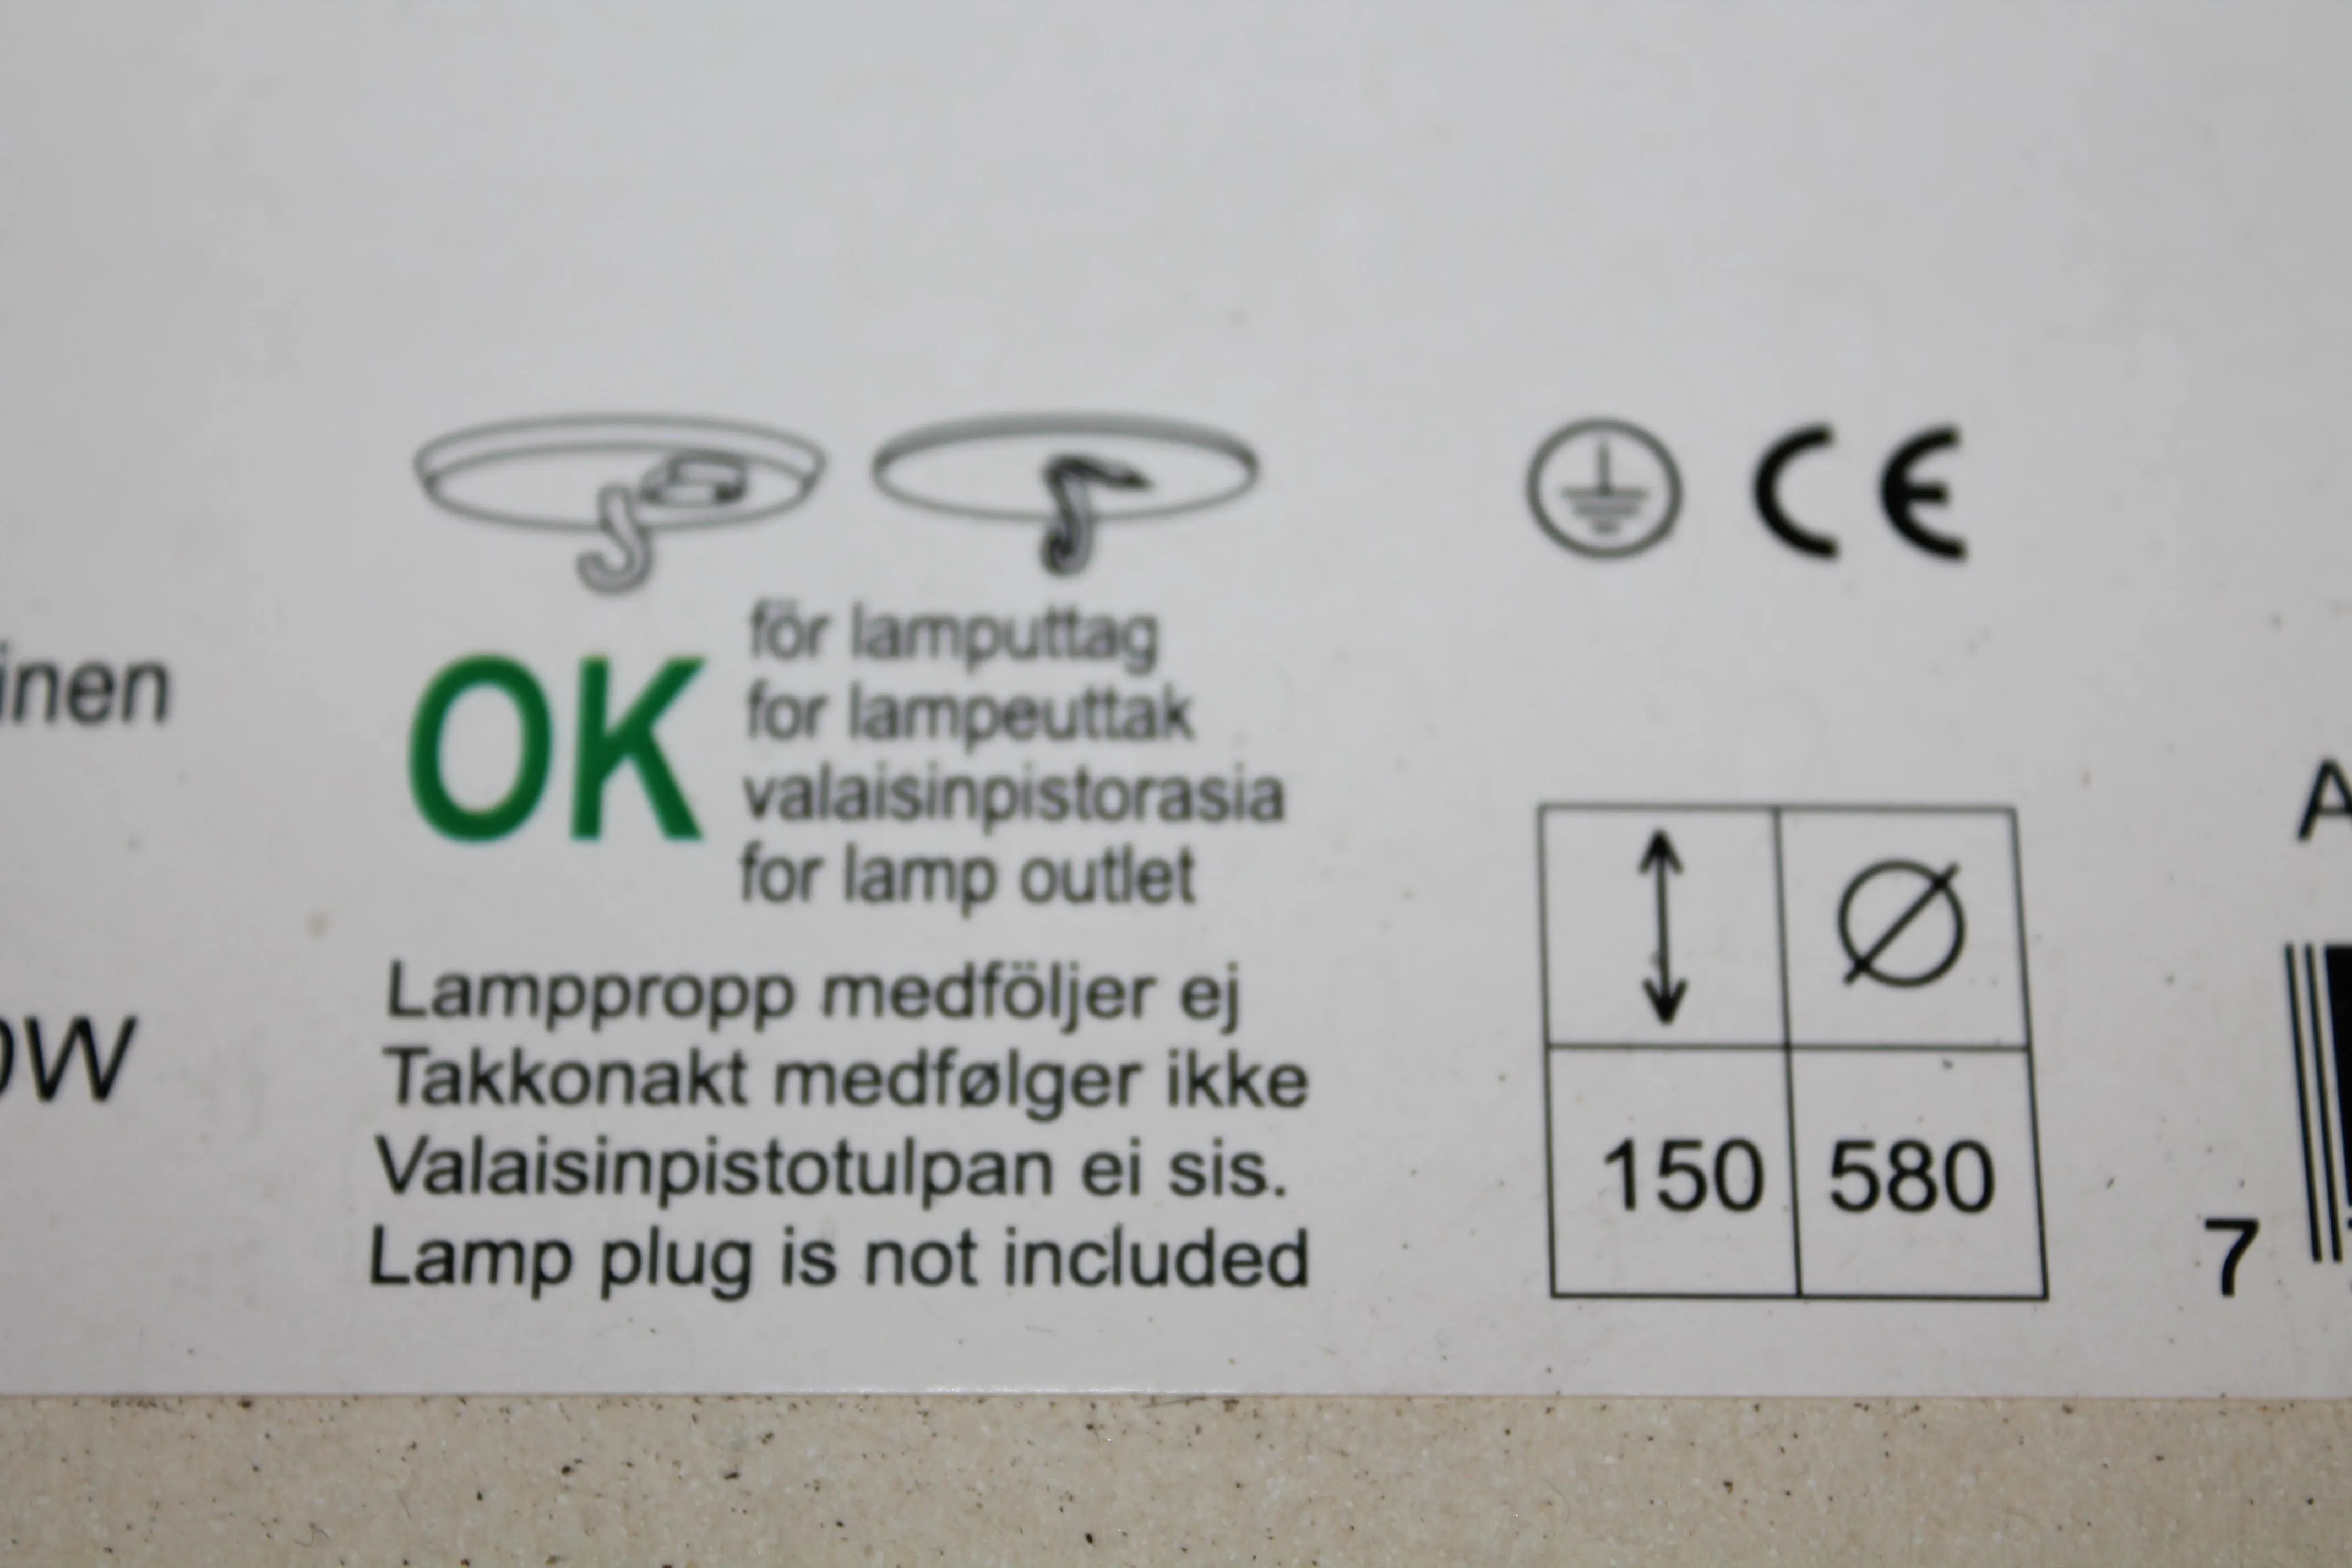 CE
inen
OK
för lamputtag
for lampeuttak
valaisinpistorasia
for lamp outlet
0W
Lamppropp medföljer ej
Takkonakt medfølger ikke
Valaisinpistotulpan ei sis.
Lamp plug is not included
Ø
150 580
A
7